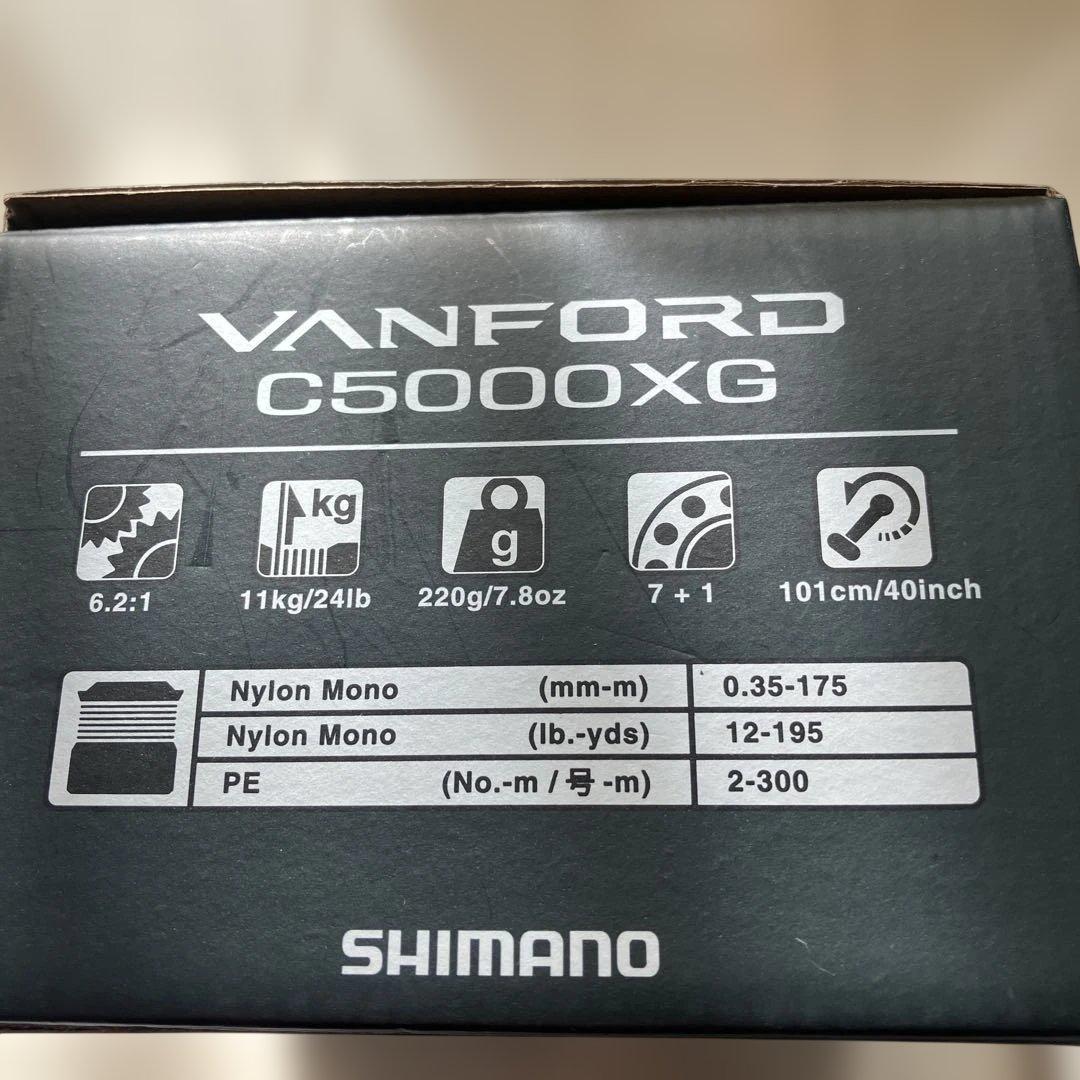 VANFORD
C5000XG
kg
g
6.2:1 11kg/24lb 220g/7.8oz 7 + 1 101cm/40inch
Nylon Mono (mm-m) 0.35-175
Nylon Mono (lb.-yds) 12-195
PE (No.-m / 号 -m) 2-300
SHIMANO